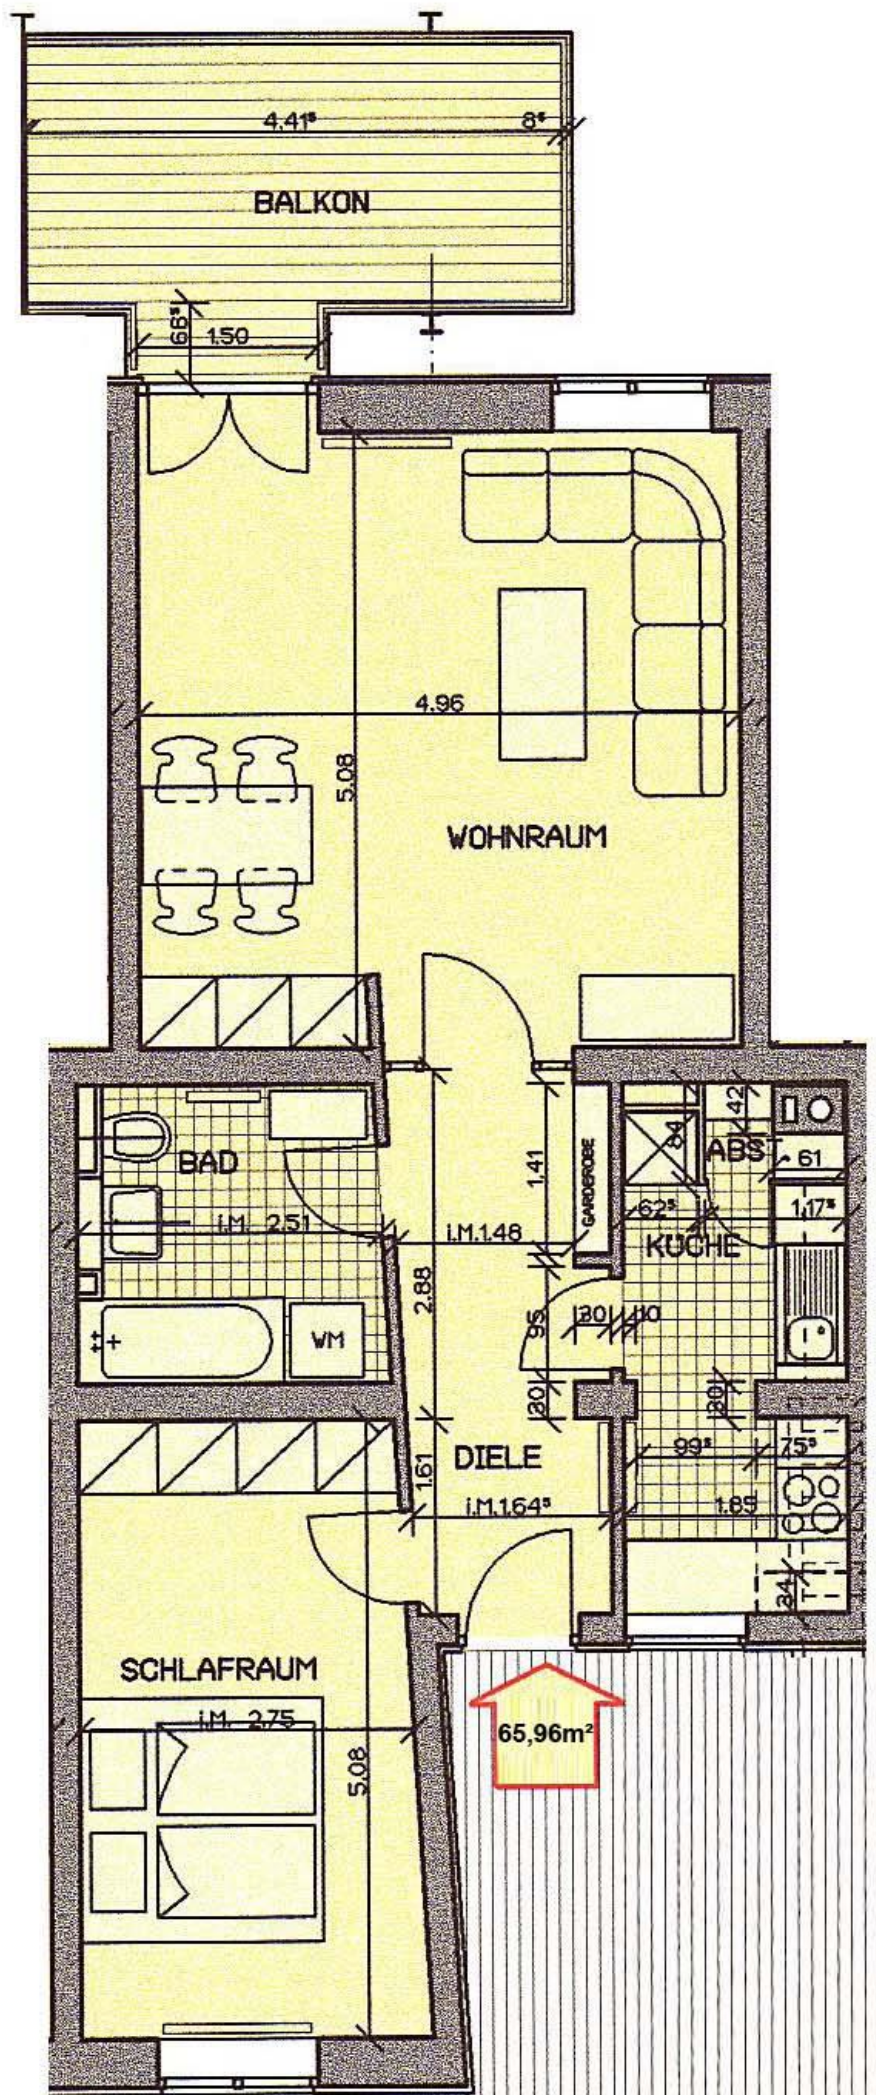 4.41⁵ 8⁵
BALKON
66⁵
1.50
4.96
5.08
WOHNRAUM
BAD
i.M. 2.51
WM
i.M.1.48
2.88
1.41
GARDEROBE
84
42
ABST
61
62⁵
1.17⁵
KÜCHE
95
30
10
30
30
99⁵
75⁵
DIELE
1.61
i.M.1.64⁵
1.85
34
SCHLAFRAUM
i.M. 2.75
5.08
65,96m²